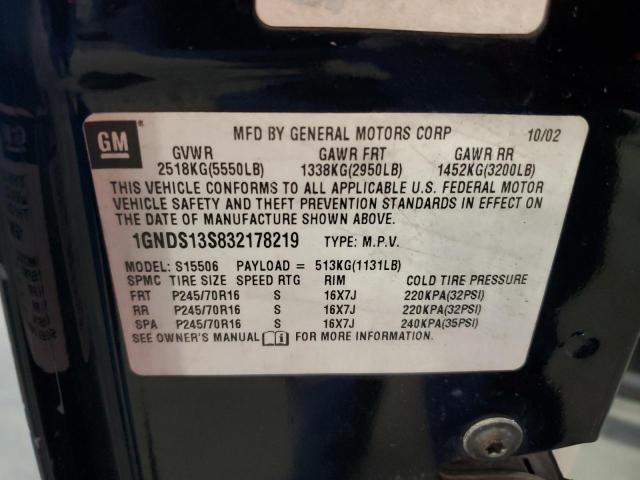 GM ® MFD BY GENERAL MOTORS CORP 10/02
GVWR GAWR FRT GAWR RR
2518KG(5550LB) 1338KG(2950LB) 1452KG(3200LB)
THIS VEHICLE CONFORMS TO ALL APPLICABLE U.S. FEDERAL MOTOR
VEHICLE SAFETY AND THEFT PREVENTION STANDARDS IN EFFECT ON
THE DATE OF MANUFACTURE SHOWN ABOVE.
1GNDS13S832178219 TYPE: M.P.V.
MODEL: S15506 PAYLOAD = 513KG(1131LB)
SPMC TIRE SIZE SPEED RTG RIM COLD TIRE PRESSURE
FRT P245/70R16 S 16X7J 220KPA(32PSI)
RR P245/70R16 S 16X7J 220KPA(32PSI)
SPA P245/70R16 S 16X7J 240KPA(35PSI)
SEE OWNER'S MANUAL FOR MORE INFORMATION.